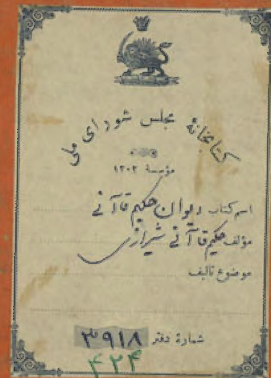 کتابخانهٔ مجلس شورای ملی
مؤسسهٔ ۱۳۰۲
اسم کتاب دیوان حکیم قاآنی
مؤلف حکیم قاآنی شیرازی
موضوع تالیف
شمارهٔ دفتر ۳۹۱۸
۴۲۴